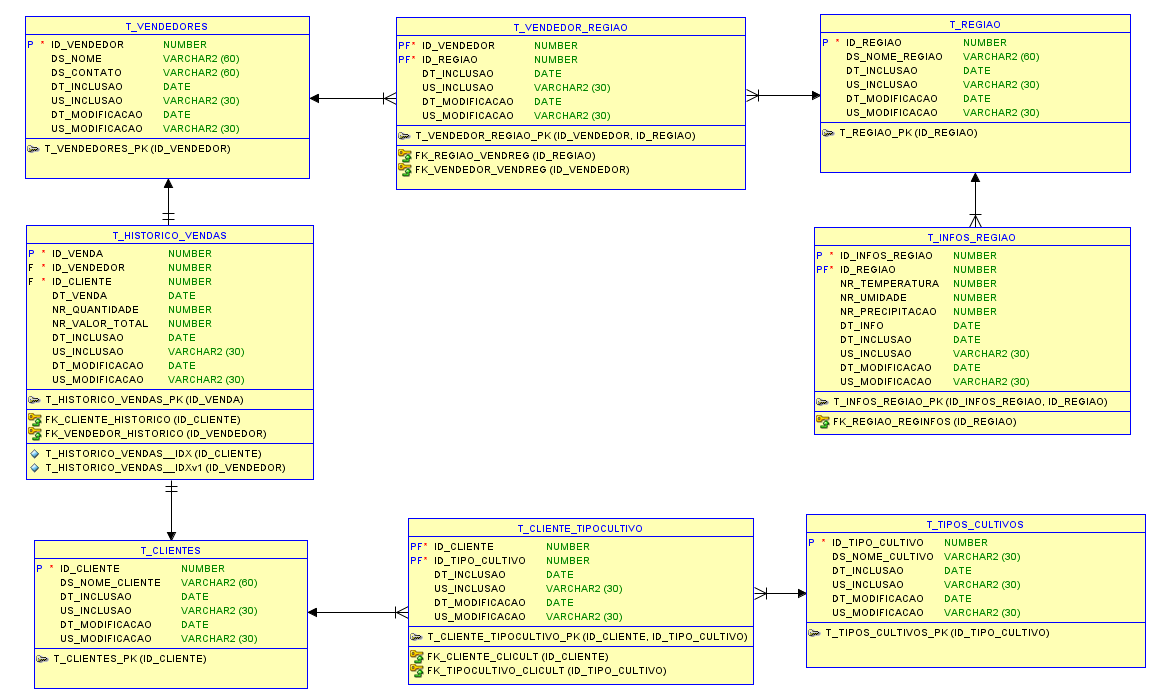 T_VENDEDORES
P * ID_VENDEDOR NUMBER
DS_NOME VARCHAR2 (60)
DS_CONTATO VARCHAR2 (60)
DT_INCLUSAO DATE
US_INCLUSAO VARCHAR2 (30)
DT_MODIFICACAO DATE
US_MODIFICACAO VARCHAR2 (30)
T_VENDEDORES_PK (ID_VENDEDOR)
T_VENDEDOR_REGIAO
PF* ID_VENDEDOR NUMBER
PF* ID_REGIAO NUMBER
DT_INCLUSAO DATE
US_INCLUSAO VARCHAR2 (30)
DT_MODIFICACAO DATE
US_MODIFICACAO VARCHAR2 (30)
T_VENDEDOR_REGIAO_PK (ID_VENDEDOR, ID_REGIAO)
FK_REGIAO_VENDREG (ID_REGIAO)
FK_VENDEDOR_VENDREG (ID_VENDEDOR)
T_REGIAO
P * ID_REGIAO NUMBER
DS_NOME_REGIAO VARCHAR2 (60)
DT_INCLUSAO DATE
US_INCLUSAO VARCHAR2 (30)
DT_MODIFICACAO DATE
US_MODIFICACAO VARCHAR2 (30)
T_REGIAO_PK (ID_REGIAO)
T_HISTORICO_VENDAS
P * ID_VENDA NUMBER
F * ID_VENDEDOR NUMBER
F * ID_CLIENTE NUMBER
DT_VENDA DATE
NR_QUANTIDADE NUMBER
NR_VALOR_TOTAL NUMBER
DT_INCLUSAO DATE
US_INCLUSAO VARCHAR2 (30)
DT_MODIFICACAO DATE
US_MODIFICACAO VARCHAR2 (30)
T_HISTORICO_VENDAS_PK (ID_VENDA)
FK_CLIENTE_HISTORICO (ID_CLIENTE)
FK_VENDEDOR_HISTORICO (ID_VENDEDOR)
T_HISTORICO_VENDAS__IDX (ID_CLIENTE)
T_HISTORICO_VENDAS__IDXv1 (ID_VENDEDOR)
T_INFOS_REGIAO
P * ID_INFOS_REGIAO NUMBER
PF* ID_REGIAO NUMBER
NR_TEMPERATURA NUMBER
NR_UMIDADE NUMBER
NR_PRECIPITACAO NUMBER
DT_INFO DATE
DT_INCLUSAO DATE
US_INCLUSAO VARCHAR2 (30)
DT_MODIFICACAO DATE
US_MODIFICACAO VARCHAR2 (30)
T_INFOS_REGIAO_PK (ID_INFOS_REGIAO, ID_REGIAO)
FK_REGIAO_REGINFOS (ID_REGIAO)
T_CLIENTES
P * ID_CLIENTE NUMBER
DS_NOME_CLIENTE VARCHAR2 (60)
DT_INCLUSAO DATE
US_INCLUSAO VARCHAR2 (30)
DT_MODIFICACAO DATE
US_MODIFICACAO VARCHAR2 (30)
T_CLIENTES_PK (ID_CLIENTE)
T_CLIENTE_TIPOCULTIVO
PF* ID_CLIENTE NUMBER
PF* ID_TIPO_CULTIVO NUMBER
DT_INCLUSAO DATE
US_INCLUSAO VARCHAR2 (30)
DT_MODIFICACAO DATE
US_MODIFICACAO VARCHAR2 (30)
T_CLIENTE_TIPOCULTIVO_PK (ID_CLIENTE, ID_TIPO_CULTIVO)
FK_CLIENTE_CLICULT (ID_CLIENTE)
FK_TIPOCULTIVO_CLICULT (ID_TIPO_CULTIVO)
T_TIPOS_CULTIVOS
P * ID_TIPO_CULTIVO NUMBER
DS_NOME_CULTIVO VARCHAR2 (30)
DT_INCLUSAO DATE
US_INCLUSAO VARCHAR2 (30)
DT_MODIFICACAO DATE
US_MODIFICACAO VARCHAR2 (30)
T_TIPOS_CULTIVOS_PK (ID_TIPO_CULTIVO)